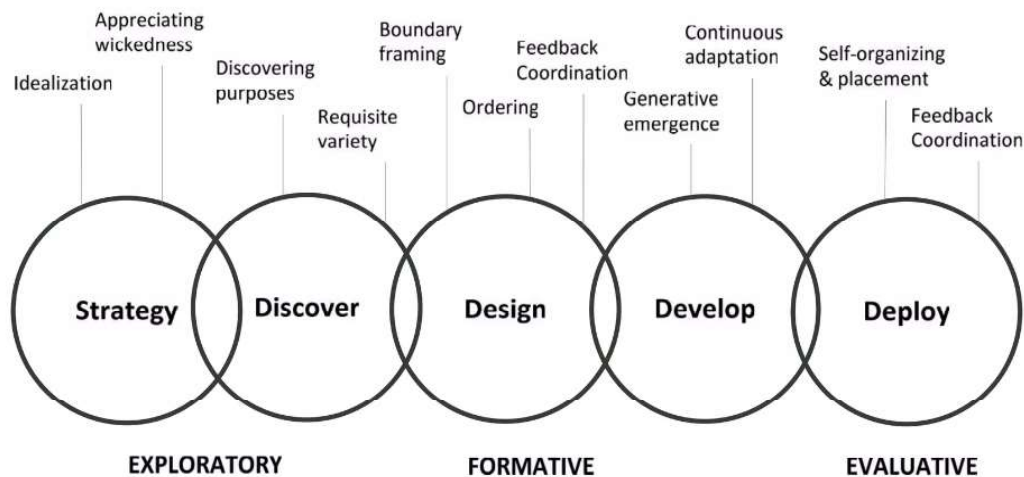 Idealization
Appreciating
wickedness
Discovering
purposes
Requisite
variety
Boundary
framing
Ordering
Feedback
Coordination
Generative
emergence
Continuous
adaptation
Self-organizing
& placement
Feedback
Coordination
Strategy
Discover
Design
Develop
Deploy
EXPLORATORY
FORMATIVE
EVALUATIVE